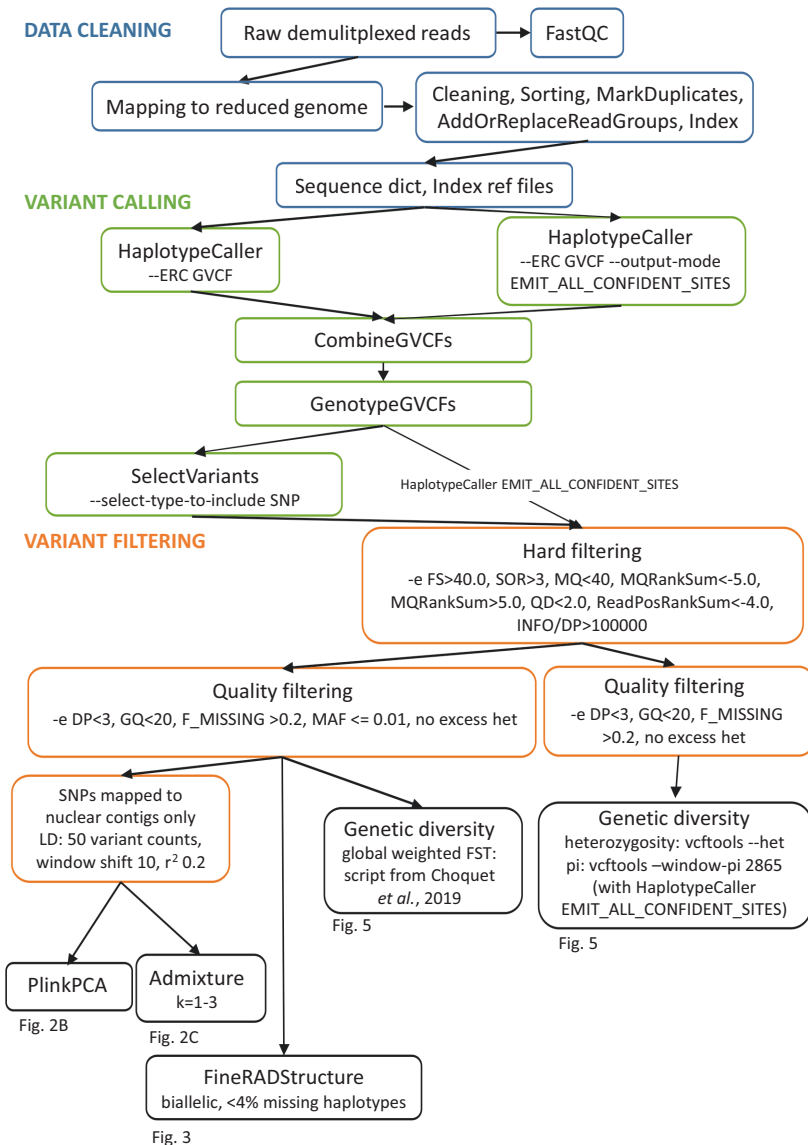 DATA CLEANING
Raw demulitplexed reads
FastQC
Mapping to reduced genome
Cleaning, Sorting, MarkDuplicates,
AddOrReplaceReadGroups, Index
Sequence dict, Index ref files
VARIANT CALLING
HaplotypeCaller
--ERC GVCF
HaplotypeCaller
--ERC GVCF --output-mode
EMIT_ALL_CONFIDENT_SITES
CombineGVCFs
GenotypeGVCFs
SelectVariants
--select-type-to-include SNP
HaplotypeCaller EMIT_ALL_CONFIDENT_SITES
VARIANT FILTERING
Hard filtering
-e FS>40.0, SOR>3, MQ<40, MQRankSum<-5.0,
MQRankSum>5.0, QD<2.0, ReadPosRankSum<-4.0,
INFO/DP>100000
Quality filtering
-e DP<3, GQ<20, F_MISSING >0.2, MAF <= 0.01, no excess het
Quality filtering
-e DP<3, GQ<20, F_MISSING
>0.2, no excess het
SNPs mapped to
nuclear contigs only
LD: 50 variant counts,
window shift 10, r² 0.2
Genetic diversity
global weighted FST:
script from Choquet
et al., 2019
Fig. 5
Genetic diversity
heterozygosity: vcftools --het
pi: vcftools –window-pi 2865
(with HaplotypeCaller
EMIT_ALL_CONFIDENT_SITES)
Fig. 5
PlinkPCA
Fig. 2B
Admixture
k=1-3
Fig. 2C
FineRADStructure
biallelic, <4% missing haplotypes
Fig. 3